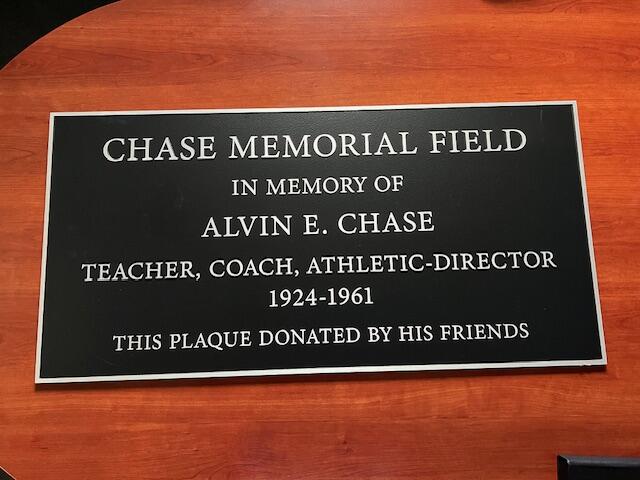 CHASE MEMORIAL FIELD
IN MEMORY OF
ALVIN E. CHASE
TEACHER, COACH, ATHLETIC-DIRECTOR
1924-1961
THIS PLAQUE DONATED BY HIS FRIENDS